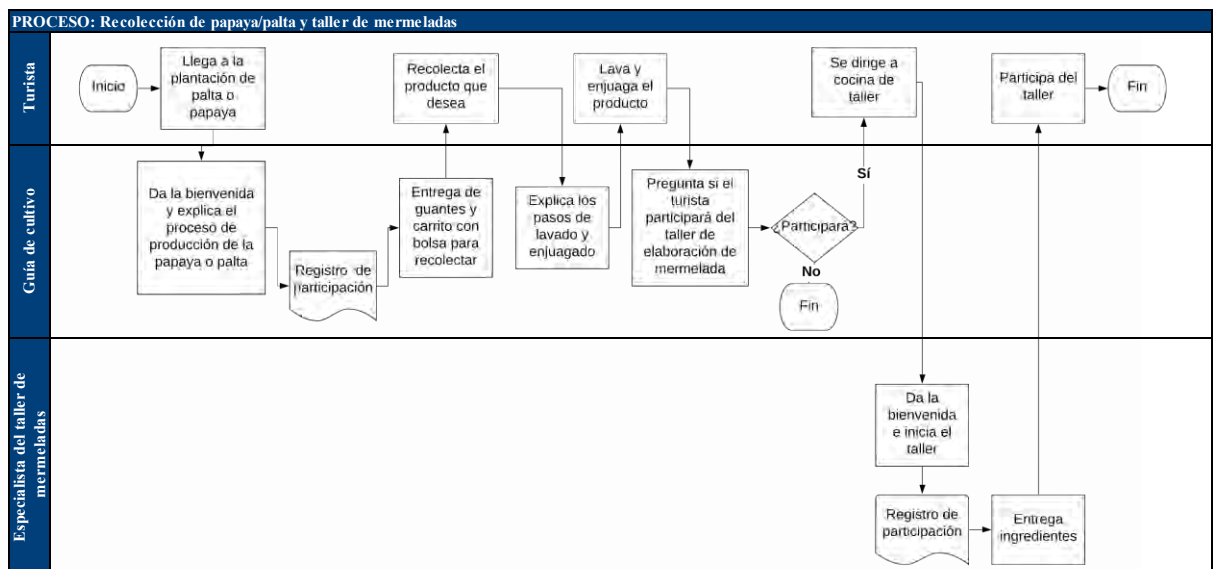 PROCESO: Recolección de papaya/palta y taller de mermeladas
Turista
Inicio
Llega a la
plantación de
palta o
papaya
Recolecta el
producto que
desea
Lava y
enjuaga el
producto
Se dirige a
cocina de
taller
Participa del
taller
Fin
Guía de cultivo
Da la bienvenida
y explica el
proceso de
producción de la
papaya o palta
Registro de
participación
Entrega de
guantes y
carrito con
bolsa para
recolectar
Explica los
pasos de
lavado y
enjuagado
Pregunta si el
turista
participará del
taller de
elaboración de
mermelada
¿Participará?
Sí
No
Fin
Especialista del taller de
mermeladas
Da la
bienvenida
e inicia el
taller
Registro de
participación
Entrega
ingredientes